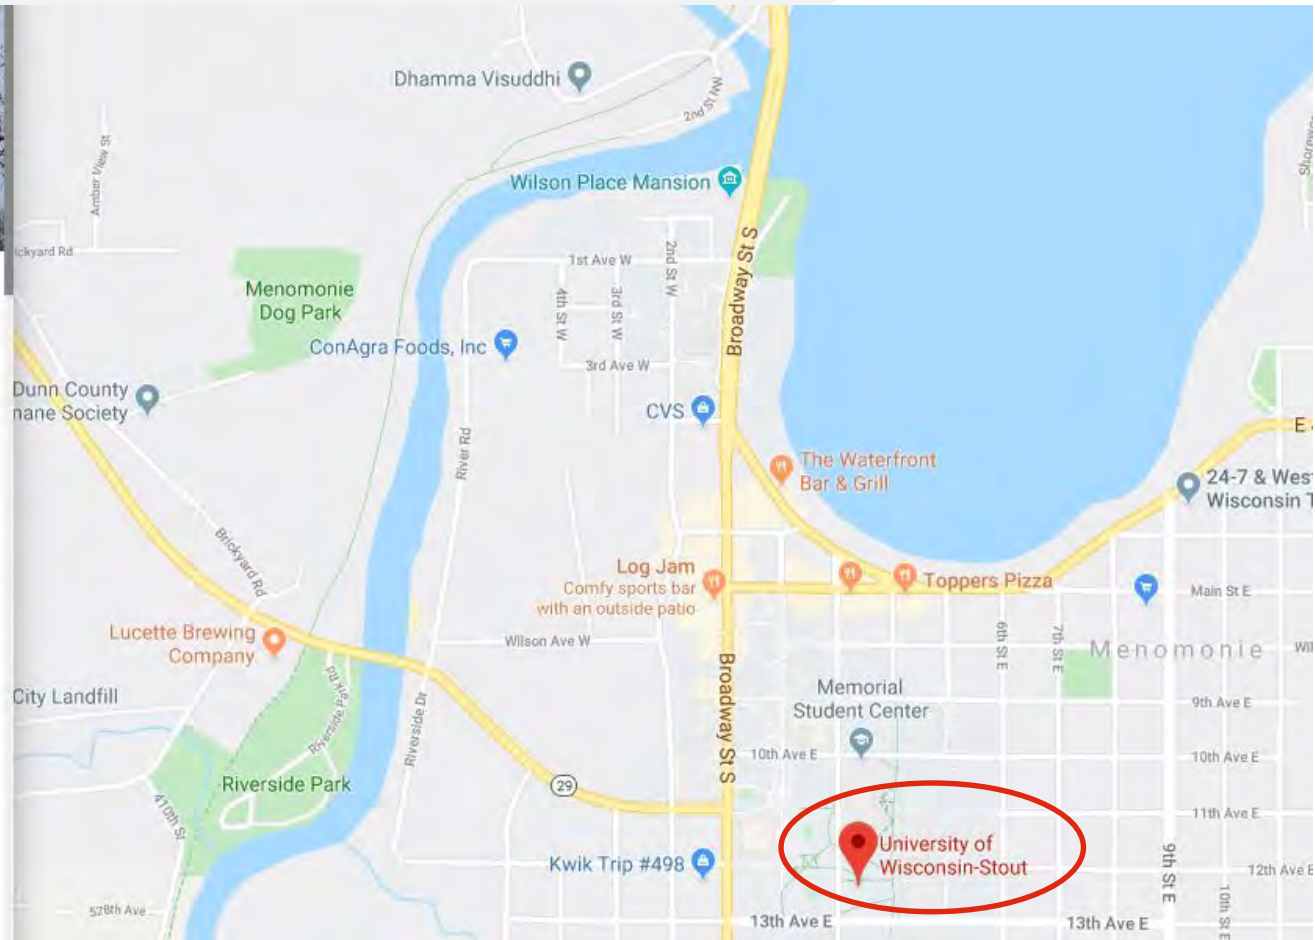 Dhamma Visuddhi
2nd St NW
Amber View St
Wilson Place Mansion
Broadway St S
ickyard Rd
1st Ave W
2nd St W
Menomonie
Dog Park
4th St W
3rd St W
ConAgra Foods, Inc
3rd Ave W
Dunn County
nane Society
CVS
E
River Rd
The Waterfront
Bar & Grill
24-7 & West
Wisconsin T
Brickyard Rd
Log Jam
Comfy sports bar
with an outside patio
Toppers Pizza
Main St E
Lucette Brewing
Company
Wilson Ave W
6th St E
7th St E
Menomonie
Wil
City Landfill
Riverside Park Rd
Riverside Dr
Broadway St S
Memorial
Student Center
9th Ave E
10th Ave E
10th Ave E
Riverside Park
29
410th St
11th Ave E
University of
Wisconsin-Stout
Kwik Trip #498
9th St E
12th Ave E
10th St E
528th Ave
13th Ave E
13th Ave E